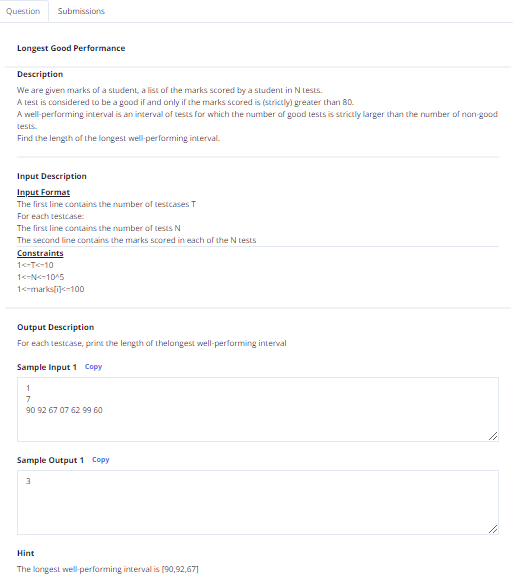 Question Submissions
Longest Good Performance
Description
We are given marks of a student, a list of the marks scored by a student in N tests.
A test is considered to be a good if and only if the marks scored is (strictly) greater than 80.
A well-performing interval is an interval of tests for which the number of good tests is strictly larger than the number of non-good
tests.
Find the length of the longest well-performing interval.
Input Description
Input Format
The first line contains the number of testcases T
For each testcase:
The first line contains the number of tests N
The second line contains the marks scored in each of the N tests
Constraints
1<=T<=10
1<=N<=10^5
1<=marks[i]<=100
Output Description
For each testcase, print the length of thelongest well-performing interval
Sample Input 1 Copy
1
7
90 92 67 07 62 99 60
Sample Output 1 Copy
3
Hint
The longest well-performing interval is [90,92,67]